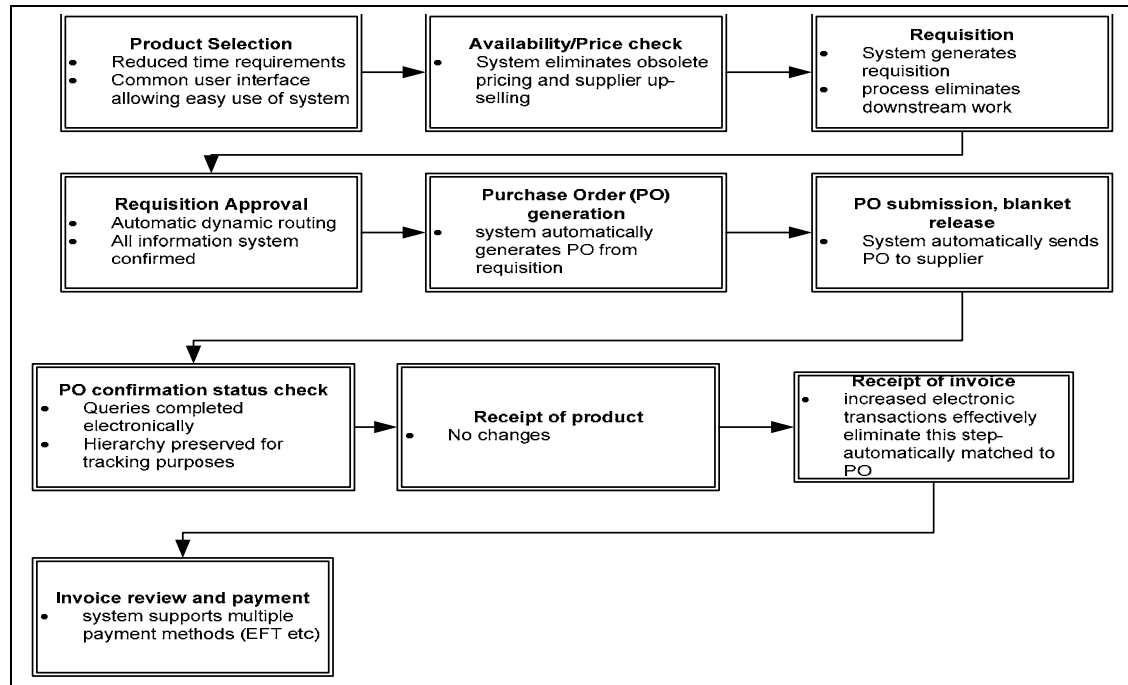 Product Selection
• Reduced time requirements
• Common user interface
allowing easy use of system
Availability/Price check
• System eliminates obsolete
pricing and supplier up-
selling
Requisition
• System generates
requisition
• process eliminates
downstream work
Requisition Approval
• Automatic dynamic routing
• All information system
confirmed
Purchase Order (PO)
generation
• system automatically
generates PO from
requisition
PO submission, blanket
release
• System automatically sends
PO to supplier
PO confirmation status check
• Queries completed
electronically
• Hierarchy preserved for
tracking purposes
Receipt of product
• No changes
Receipt of invoice
• increased electronic
transactions effectively
eliminate this step-
automatically matched to
PO
Invoice review and payment
• system supports multiple
payment methods (EFT etc)